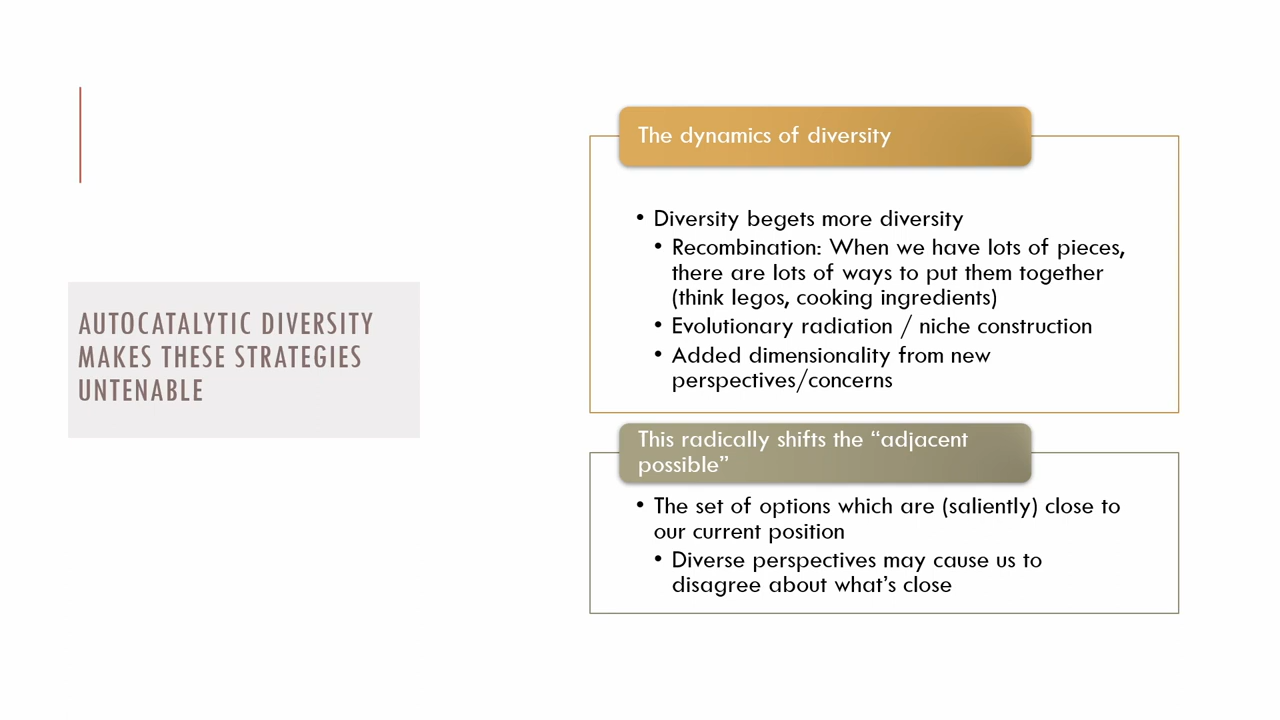 AUTOCATALYTIC DIVERSITY
MAKES THESE STRATEGIES
UNTENABLE
The dynamics of diversity
• Diversity begets more diversity
• Recombination: When we have lots of pieces,
there are lots of ways to put them together
(think legos, cooking ingredients)
• Evolutionary radiation / niche construction
• Added dimensionality from new
perspectives/concerns
This radically shifts the “adjacent
possible”
• The set of options which are (saliently) close to
our current position
• Diverse perspectives may cause us to
disagree about what’s close